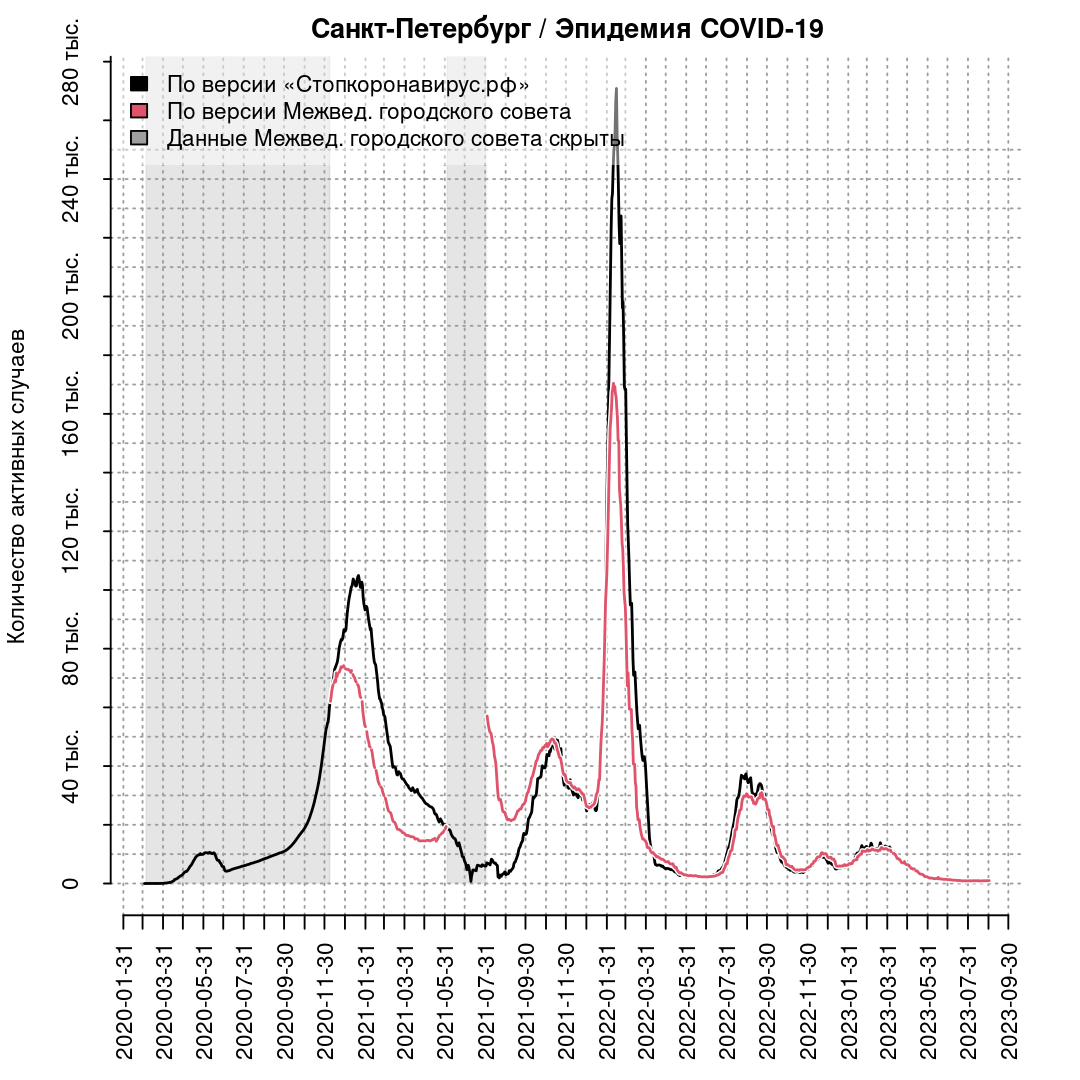 Санкт-Петербург / Эпидемия COVID-19
По версии «Стопкоронавирус.рф»
По версии Межвед. городского совета
Данные Межвед. городского совета скрыты
Количество активных случаев
280 тыс.
240 тыс.
200 тыс.
160 тыс.
120 тыс.
80 тыс.
40 тыс.
0
2020-01-31
2020-03-31
2020-05-31
2020-07-31
2020-09-30
2020-11-30
2021-01-31
2021-03-31
2021-05-31
2021-07-31
2021-09-30
2021-11-30
2022-01-31
2022-03-31
2022-05-31
2022-07-31
2022-09-30
2022-11-30
2023-01-31
2023-03-31
2023-05-31
2023-07-31
2023-09-30